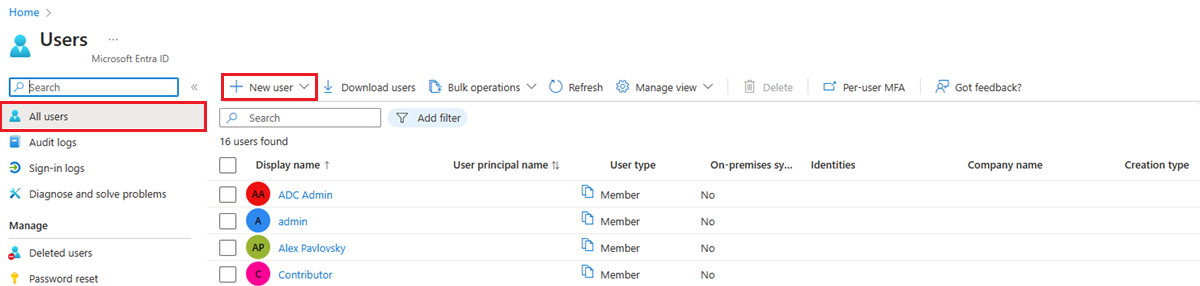 Home >
Users ...
Microsoft Entra ID
Search «
All users
Audit logs
Sign-in logs
Diagnose and solve problems
Manage
Deleted users
Password reset
New user Download users Bulk operations Refresh Manage view Delete Per-user MFA Got feedback?
Search Add filter
16 users found
Display name ↑ User principal name ↑↓ User type On-premises sy... Identities Company name Creation type
AA ADC Admin Member No
A admin Member No
AP Alex Pavlovsky Member No
C Contributor Member No